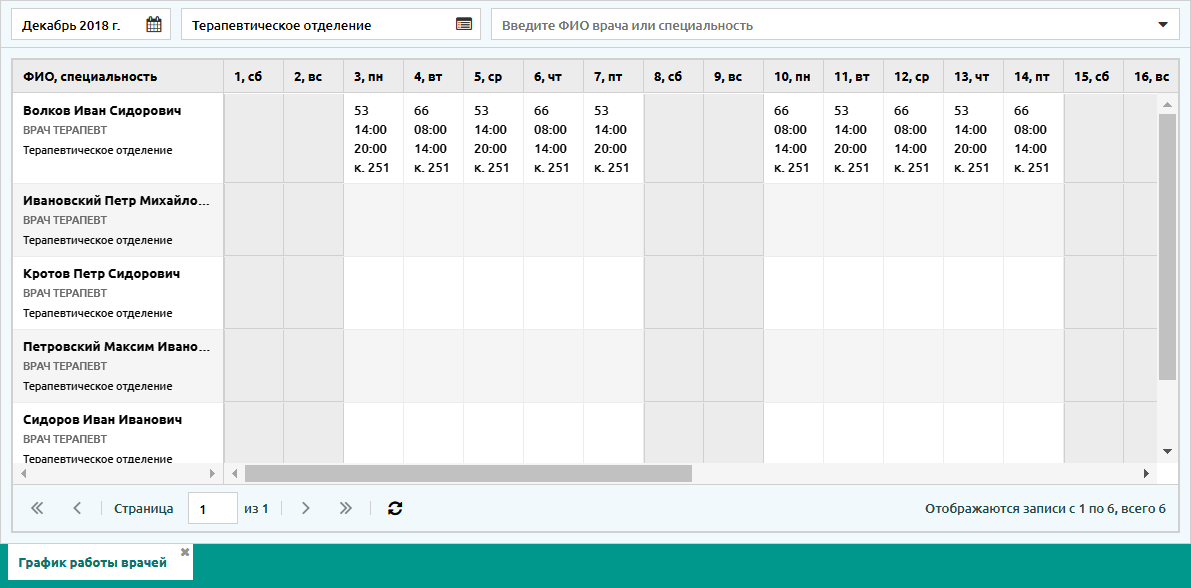 Декабрь 2018 г. Терапевтическое отделение Введите ФИО врача или специальность
ФИО, специальность 1, сб 2, вс 3, пн 4, вт 5, ср 6, чт 7, пт 8, сб 9, вс 10, пн 11, вт 12, ср 13, чт 14, пт 15, сб 16, вс
Волков Иван Сидорович 53 66 53 66 53 66 53 66 53 66
ВРАЧ ТЕРАПЕВТ 14:00 08:00 14:00 08:00 14:00 08:00 14:00 08:00 14:00 08:00
Терапевтическое отделение 20:00 14:00 20:00 14:00 20:00 14:00 20:00 14:00 20:00 14:00
к. 251 к. 251 к. 251 к. 251 к. 251 к. 251 к. 251 к. 251 к. 251 к. 251
Ивановский Петр Михайло...
ВРАЧ ТЕРАПЕВТ
Терапевтическое отделение
Кротов Петр Сидорович
ВРАЧ ТЕРАПЕВТ
Терапевтическое отделение
Петровский Максим Ивано...
ВРАЧ ТЕРАПЕВТ
Терапевтическое отделение
Сидоров Иван Иванович
ВРАЧ ТЕРАПЕВТ
Терапевтическое отделение
Страница 1 из 1 Отображаются записи с 1 по 6, всего 6
График работы врачей